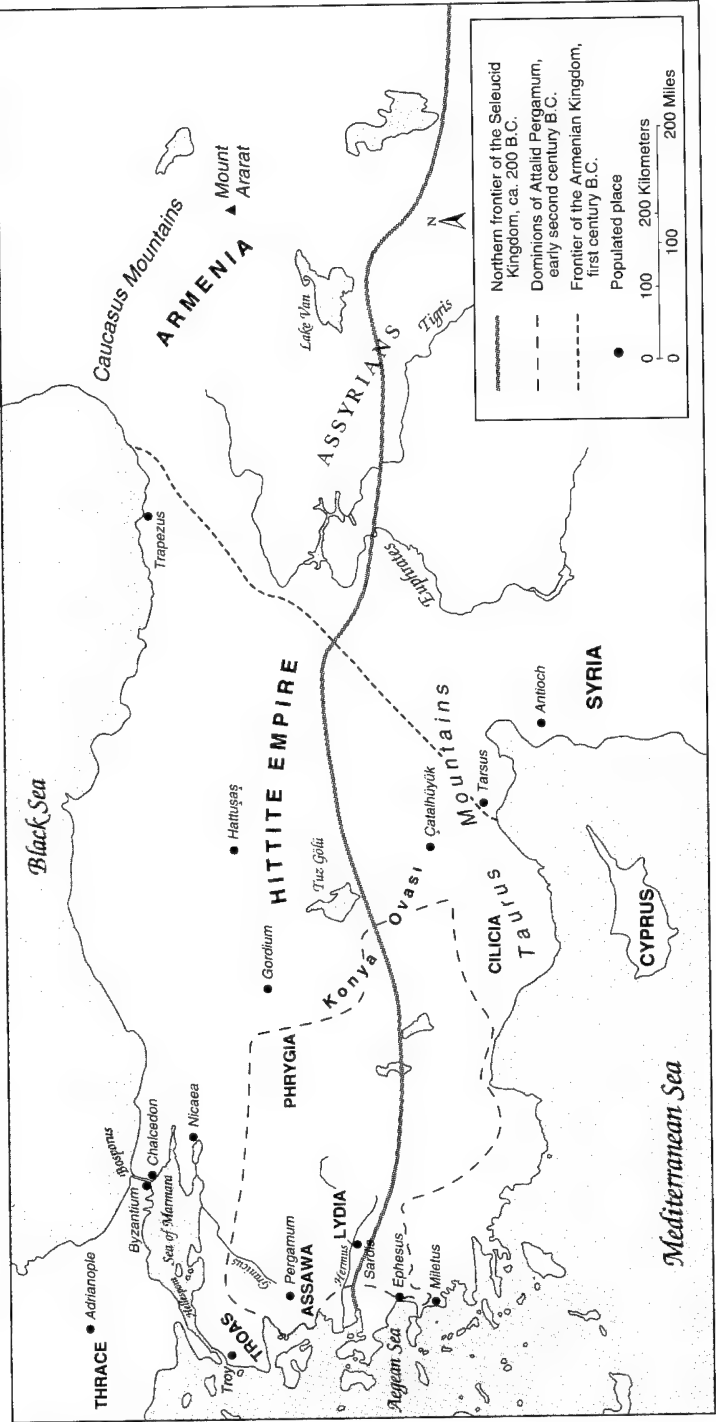 Black Sea
Caucasus Mountains
THRACE
Adrianople
Bosporus
Byzantium
Chalcedon
Sea of Marmara
Nicaea
Hellespont
Troy
TROAS
Granicus
Pergamum
ASSAWA
Hermus
LYDIA
Sardis
Ephesus
Miletus
Aegean Sea
PHRYGIA
Gordium
Hattuşaş
HITTITE EMPIRE
Tuz Gölü
Konya Ovası
Çatalhüyük
Trapezus
ARMENIA
Mount
Ararat
Lake Van
ASSYRIANS
Tigris
Euphrates
Taurus Mountains
CILICIA
Tarsus
Antioch
SYRIA
CYPRUS
Mediterranean Sea
N
Northern frontier of the Seleucid
Kingdom, ca. 200 B.C.
Dominions of Attalid Pergamum,
early second century B.C.
Frontier of the Armenian Kingdom,
first century B.C.
Populated place
0 100 200 Kilometers
0 100 200 Miles